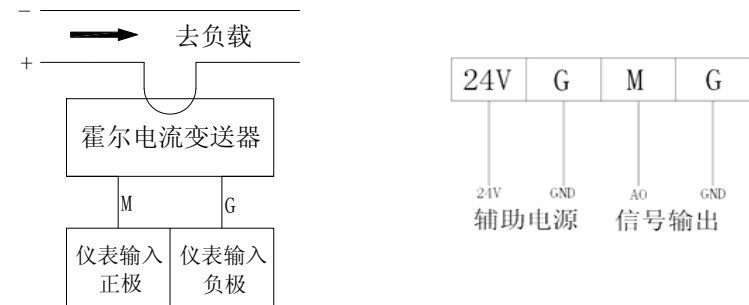 －
去负载
+
霍尔电流变送器
M
G
仪表输入
正极
仪表输入
负极
24V G M G
24V GND AO GND
辅助电源 信号输出